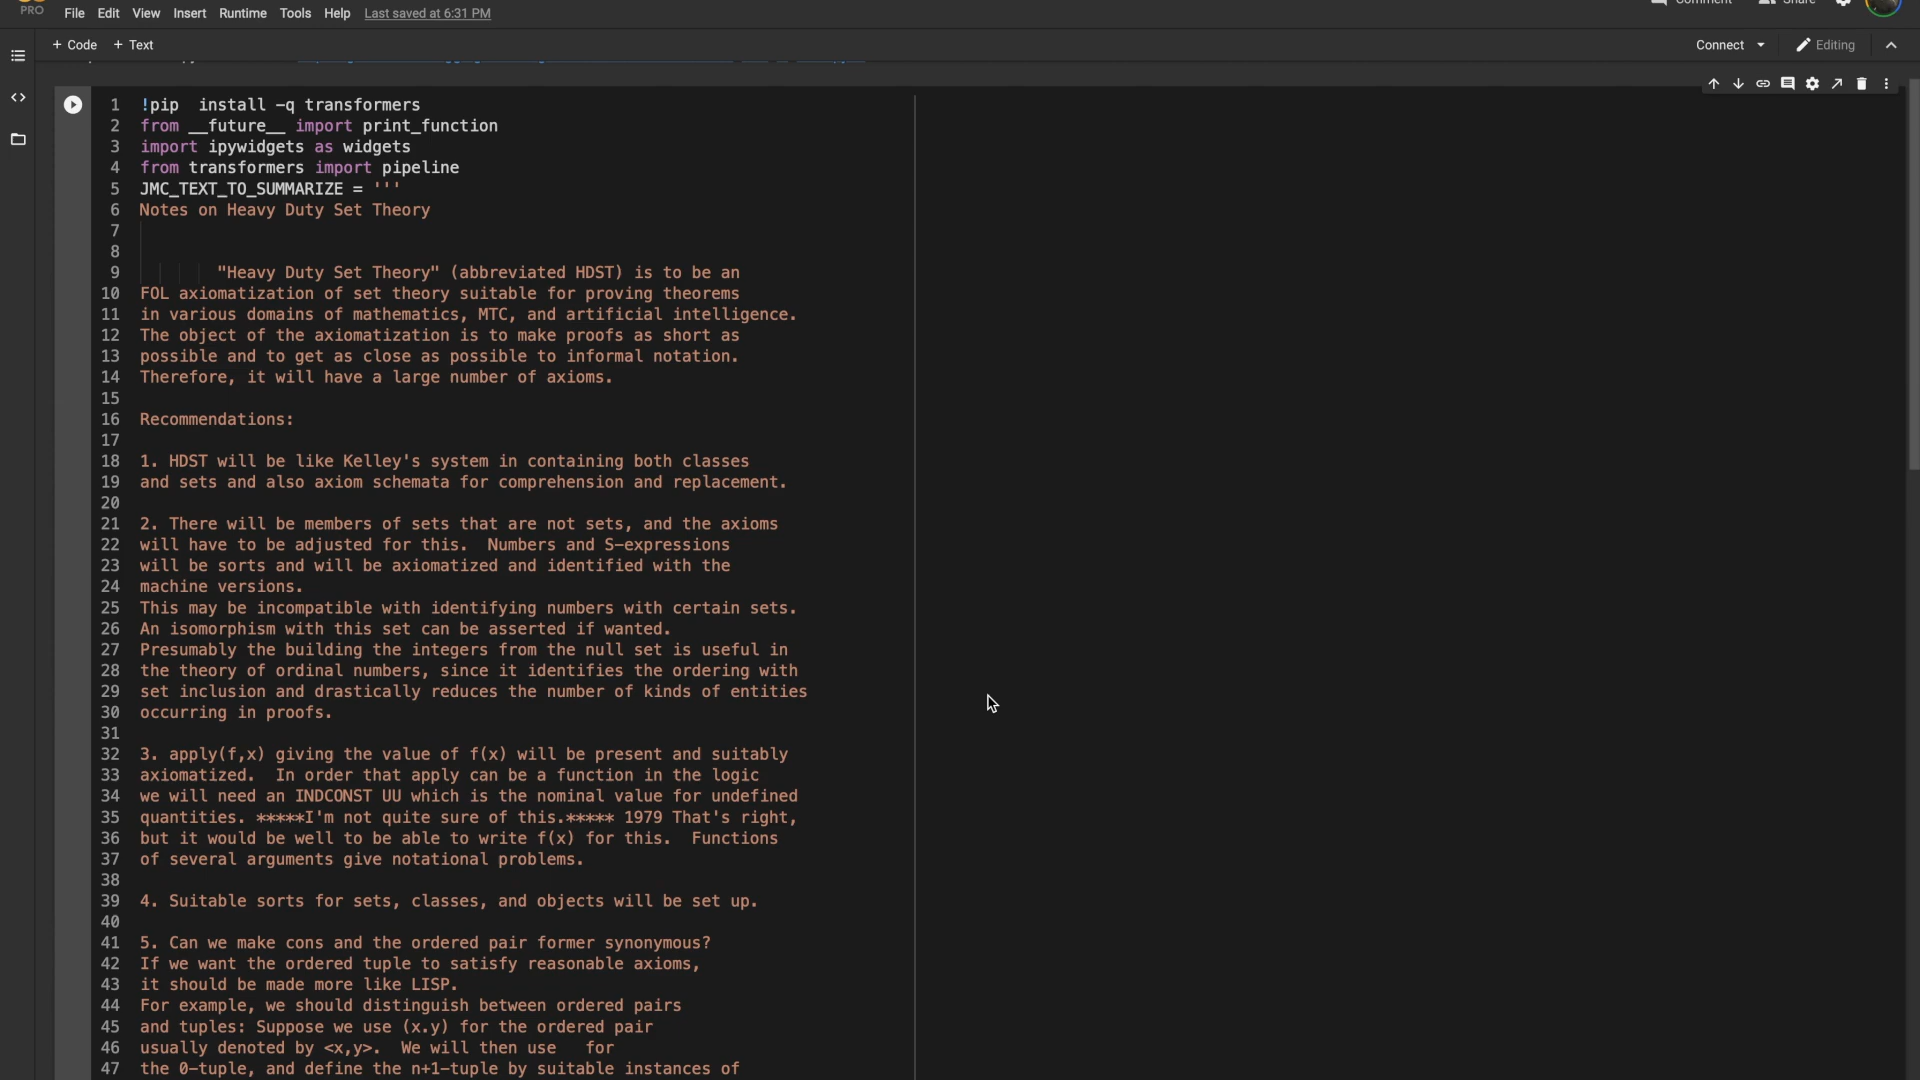 PRO
File Edit View Insert Runtime Tools Help Last saved at 6:31 PM
Comment Share
+ Code + Text
Connect Editing
1 !pip  install -q transformers
2 from __future__ import print_function
3 import ipywidgets as widgets
4 from transformers import pipeline
5 JMC_TEXT_TO_SUMMARIZE = '''
6 Notes on Heavy Duty Set Theory
7
8
9 "Heavy Duty Set Theory" (abbreviated HDST) is to be an
10 FOL axiomatization of set theory suitable for proving theorems
11 in various domains of mathematics, MTC, and artificial intelligence.
12 The object of the axiomatization is to make proofs as short as
13 possible and to get as close as possible to informal notation.
14 Therefore, it will have a large number of axioms.
15
16 Recommendations:
17
18 1. HDST will be like Kelley's system in containing both classes
19 and sets and also axiom schemata for comprehension and replacement.
20
21 2. There will be members of sets that are not sets, and the axioms
22 will have to be adjusted for this.  Numbers and S-expressions
23 will be sorts and will be axiomatized and identified with the
24 machine versions.
25 This may be incompatible with identifying numbers with certain sets.
26 An isomorphism with this set can be asserted if wanted.
27 Presumably the building the integers from the null set is useful in
28 the theory of ordinal numbers, since it identifies the ordering with
29 set inclusion and drastically reduces the number of kinds of entities
30 occurring in proofs.
31
32 3. apply(f,x) giving the value of f(x) will be present and suitably
33 axiomatized.  In order that apply can be a function in the logic
34 we will need an INDCONST UU which is the nominal value for undefined
35 quantities. *****I'm not quite sure of this.***** 1979 That's right,
36 but it would be well to be able to write f(x) for this.  Functions
37 of several arguments give notational problems.
38
39 4. Suitable sorts for sets, classes, and objects will be set up.
40
41 5. Can we make cons and the ordered pair former synonymous?
42 If we want the ordered tuple to satisfy reasonable axioms,
43 it should be made more like LISP.
44 For example, we should distinguish between ordered pairs
45 and tuples: Suppose we use (x.y) for the ordered pair
46 usually denoted by <x,y>.  We will then use   for
47 the 0-tuple, and define the n+1-tuple by suitable instances of